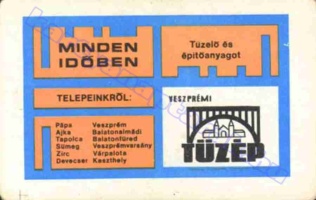 MINDEN
IDŐBEN
Tüzelő és
építőanyagot
TELEPEINKRŐL:
VESZPRÉMI
TÜZÉP
Pápa Veszprém
Ajka Balatonalmádi
Tapolca Balatonfüred
Sümeg Veszprémvarsány
Zirc Várpalota
Devecser Keszthely